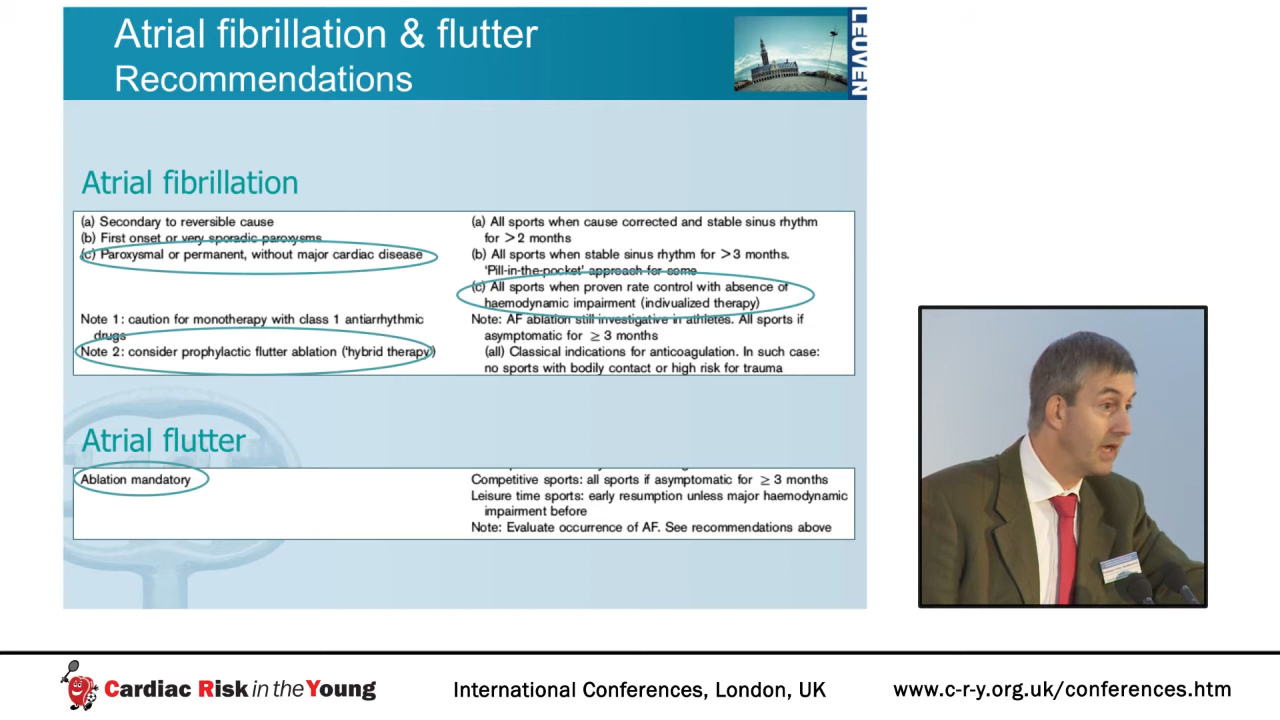 Atrial fibrillation & flutter
Recommendations
LEUVEN
Atrial fibrillation
(a) Secondary to reversible cause
(b) First onset or very sporadic paroxysms
(c) Paroxysmal or permanent, without major cardiac disease
Note 1: caution for monotherapy with class 1 antiarrhythmic
drugs
Note 2: consider prophylactic flutter ablation ('hybrid therapy')
(a) All sports when cause corrected and stable sinus rhythm
for >2 months
(b) All sports when stable sinus rhythm for >3 months.
'Pill-in-the-pocket' approach for some
(c) All sports when proven rate control with absence of
haemodynamic impairment (indivualized therapy)
Note: AF ablation still investigative in athletes. All sports if
asymptomatic for ≥ 3 months
(all) Classical indications for anticoagulation. In such case:
no sports with bodily contact or high risk for trauma
Atrial flutter
Ablation mandatory
Competitive sports: all sports if asymptomatic for ≥ 3 months
Leisure time sports: early resumption unless major haemodynamic
impairment before
Note: Evaluate occurrence of AF. See recommendations above
Cardiac Risk in the Young
International Conferences, London, UK
www.c-r-y.org.uk/conferences.htm